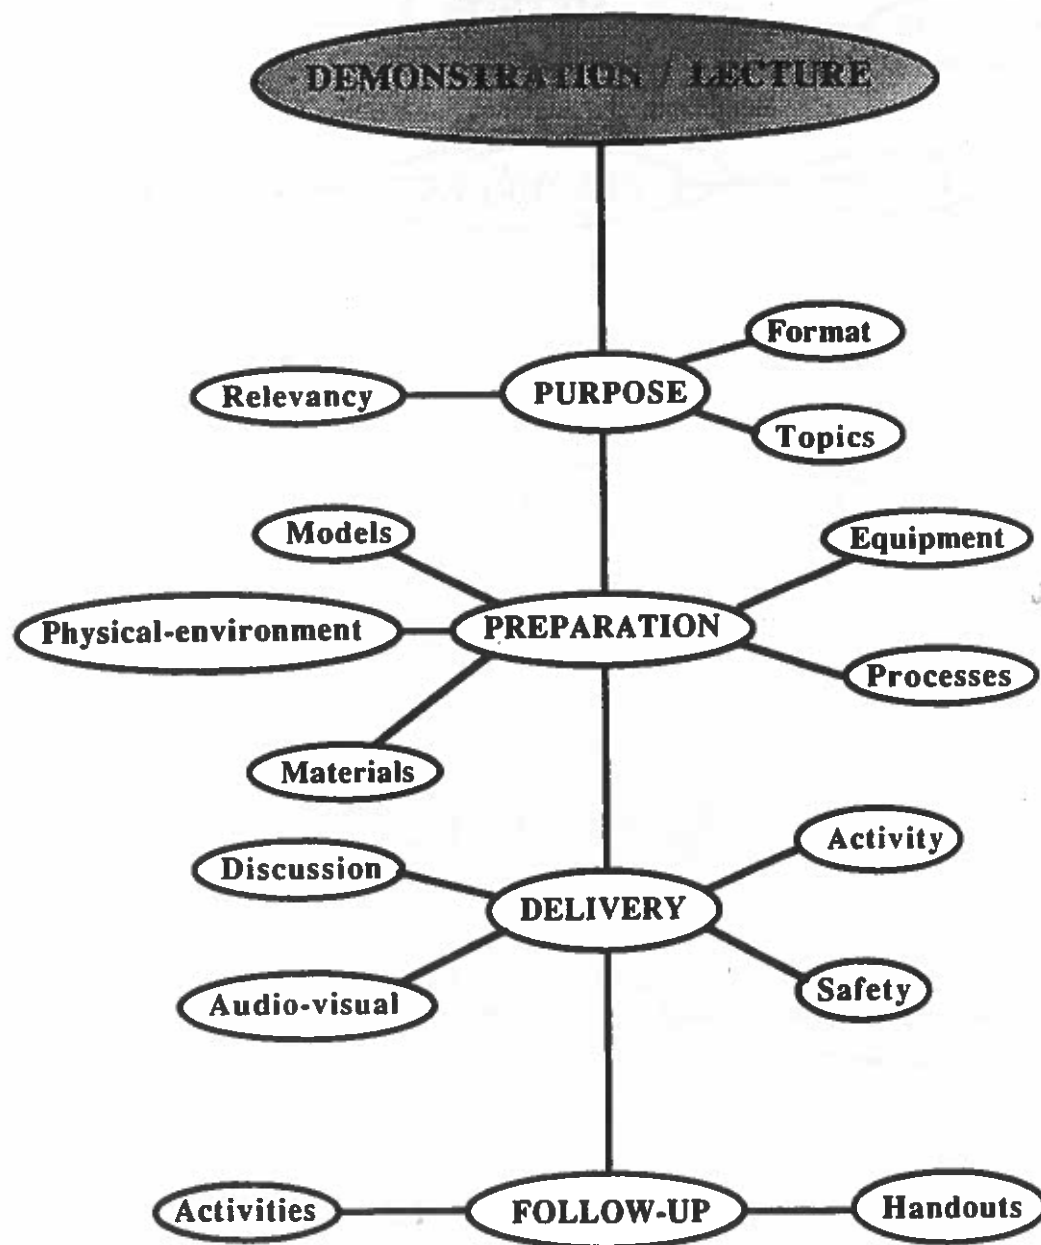 DEMONSTRATION / LECTURE
Format
Relevancy
PURPOSE
Topics
Models
Equipment
Physical-environment
PREPARATION
Processes
Materials
Activity
Discussion
DELIVERY
Audio-visual
Safety
Activities
FOLLOW-UP
Handouts